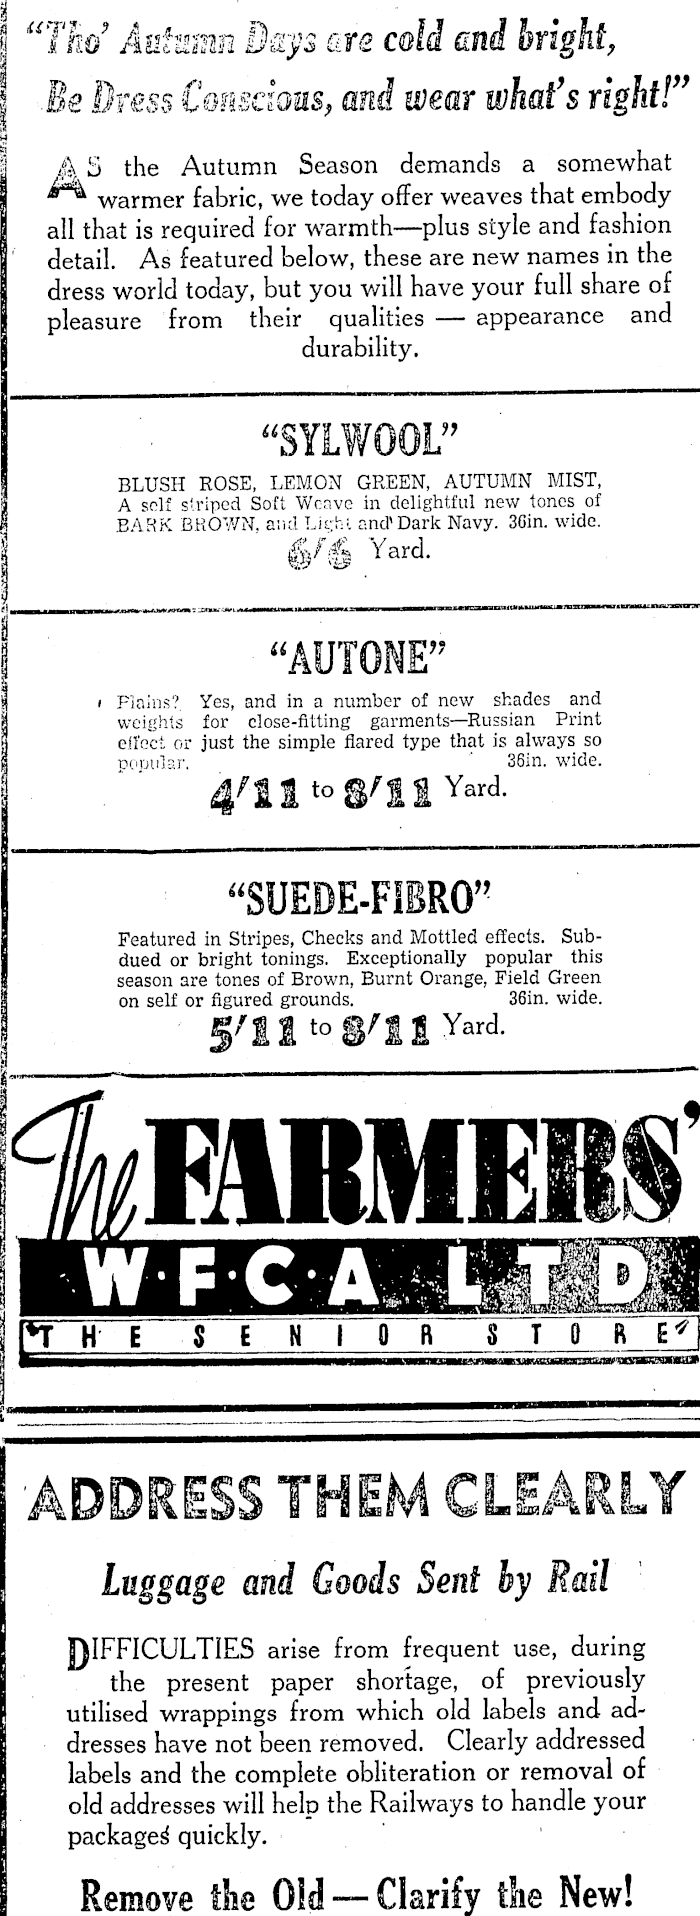 “Tho’ Autumn Days are cold and bright,
Be Dress Conscious, and wear what’s right!”
AS the Autumn Season demands a somewhat
warmer fabric, we today offer weaves that embody
all that is required for warmth—plus style and fashion
detail. As featured below, these are new names in the
dress world today, but you will have your full share of
pleasure from their qualities — appearance and
durability.
“SYLWOOL”
BLUSH ROSE, LEMON GREEN, AUTUMN MIST,
A self striped Soft Weave in delightful new tones of
BARK BROWN, and Light and Dark Navy. 36in. wide.
6/6 Yard.
“AUTONE”
Plains? Yes, and in a number of new shades and
weights for close-fitting garments—Russian Print
effect or just the simple flared type that is always so
popular. 36in. wide.
4/11 to 8/11 Yard.
“SUEDE-FIBRO”
Featured in Stripes, Checks and Mottled effects. Sub-
dued or bright tonings. Exceptionally popular this
season are tones of Brown, Burnt Orange, Field Green
on self or figured grounds. 36in. wide.
5/11 to 8/11 Yard.
The FARMERS’
W·F·C·A LTD
“THE SENIOR STORE”
ADDRESS THEM CLEARLY
Luggage and Goods Sent by Rail
DIFFICULTIES arise from frequent use, during
the present paper shortage, of previously
utilised wrappings from which old labels and ad-
dresses have not been removed. Clearly addressed
labels and the complete obliteration or removal of
old addresses will help the Railways to handle your
packages quickly.
Remove the Old — Clarify the New!